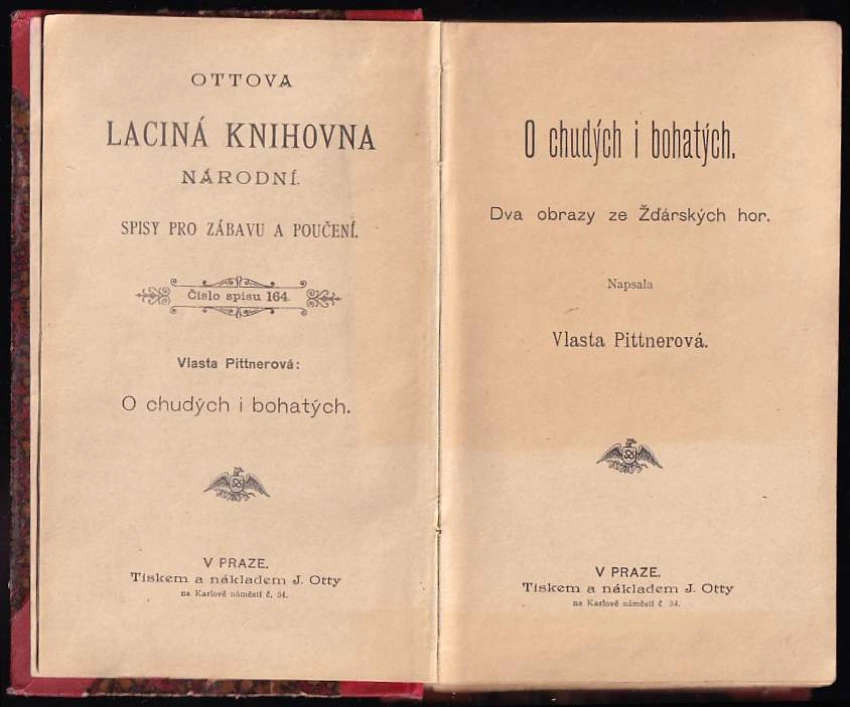 OTTOVA
LACINÁ KNIHOVNA
NÁRODNÍ.
SPISY PRO ZÁBAVU A POUČENÍ.
Číslo spisu 164.
Vlasta Pittnerová:
O chudých i bohatých.
V PRAZE.
Tiskem a nákladem J. Otty
na Karlově náměstí č. 34.
O chudých i bohatých.
Dva obrazy ze Žďárských hor.
Napsala
Vlasta Pittnerová.
V PRAZE.
Tiskem a nákladem J. Otty
na Karlově náměstí č. 34.